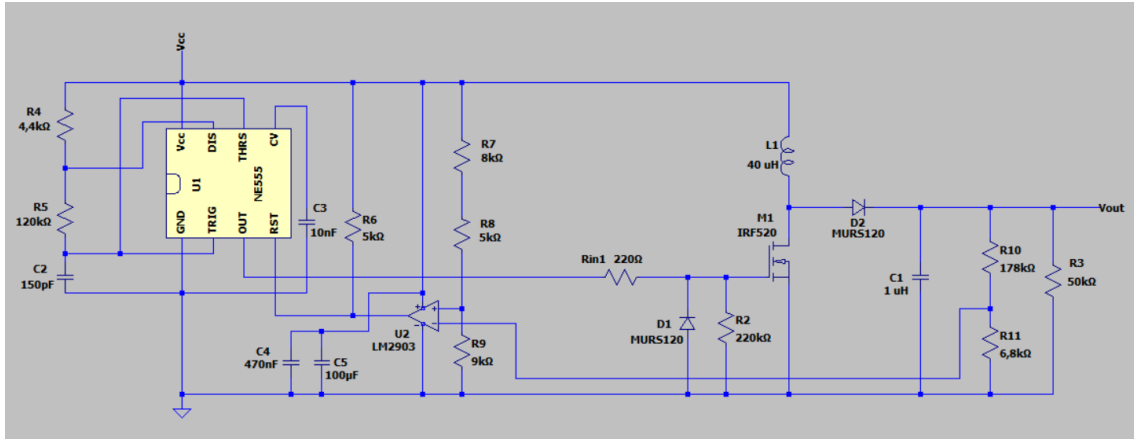 Vcc
R4
4,4kΩ
R5
120kΩ
C2
150pF
Vcc
DIS
THRS
CV
U1
NE555
GND
TRIG
OUT
RST
C3
10nF
R6
5kΩ
R7
8kΩ
R8
5kΩ
R9
9kΩ
U2
LM2903
C4
470nF
C5
100µF
Rin1 220Ω
D1
MURS120
R2
220kΩ
M1
IRF520
L1
40 uH
D2
MURS120
C1
1 uH
R10
178kΩ
R11
6,8kΩ
R3
50kΩ
Vout